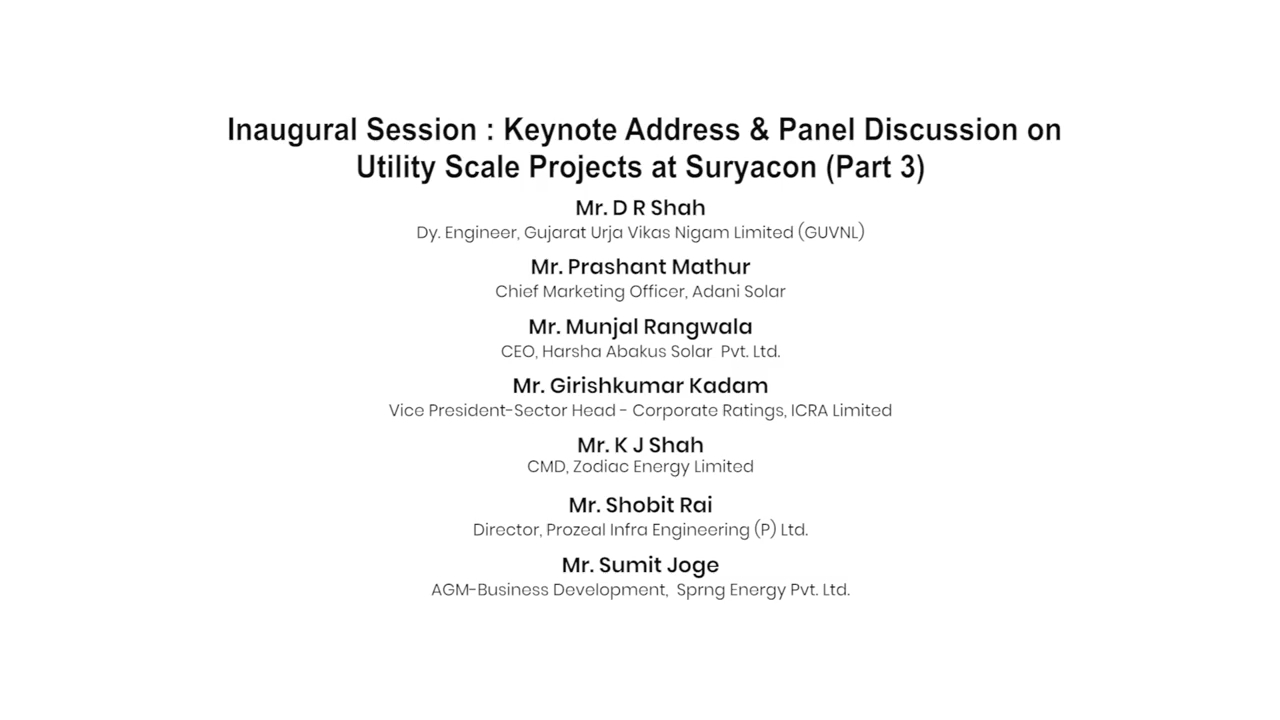 Inaugural Session : Keynote Address & Panel Discussion on
Utility Scale Projects at Suryacon (Part 3)
Mr. D R Shah
Dy. Engineer, Gujarat Urja Vikas Nigam Limited (GUVNL)
Mr. Prashant Mathur
Chief Marketing Officer, Adani Solar
Mr. Munjal Rangwala
CEO, Harsha Abakus Solar Pvt. Ltd.
Mr. Girishkumar Kadam
Vice President-Sector Head - Corporate Ratings, ICRA Limited
Mr. K J Shah
CMD, Zodiac Energy Limited
Mr. Shobit Rai
Director, Prozeal Infra Engineering (P) Ltd.
Mr. Sumit Joge
AGM-Business Development, Sprng Energy Pvt. Ltd.